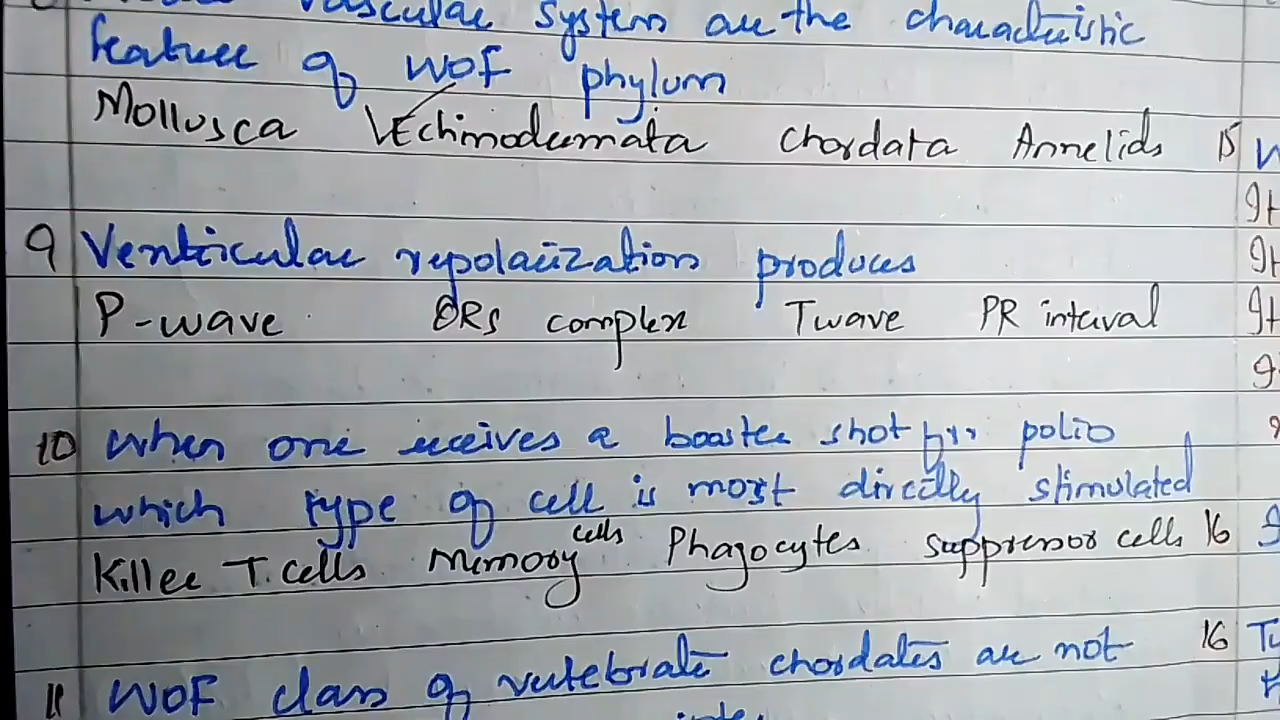 vascular system are the characteristic
feature of WOF phylum
Mollusca Echinodermata Chordata Annelids 15
9 Ventricular repolarization produces
P-wave QRS complex T wave PR interval
10 When one receives a booster shot for polio
which type of cell is most directly stimulated
Killer T. cells Memory cells Phagocytes suppressor cells 16
16
11 WOF class of vertebrate chordates are not